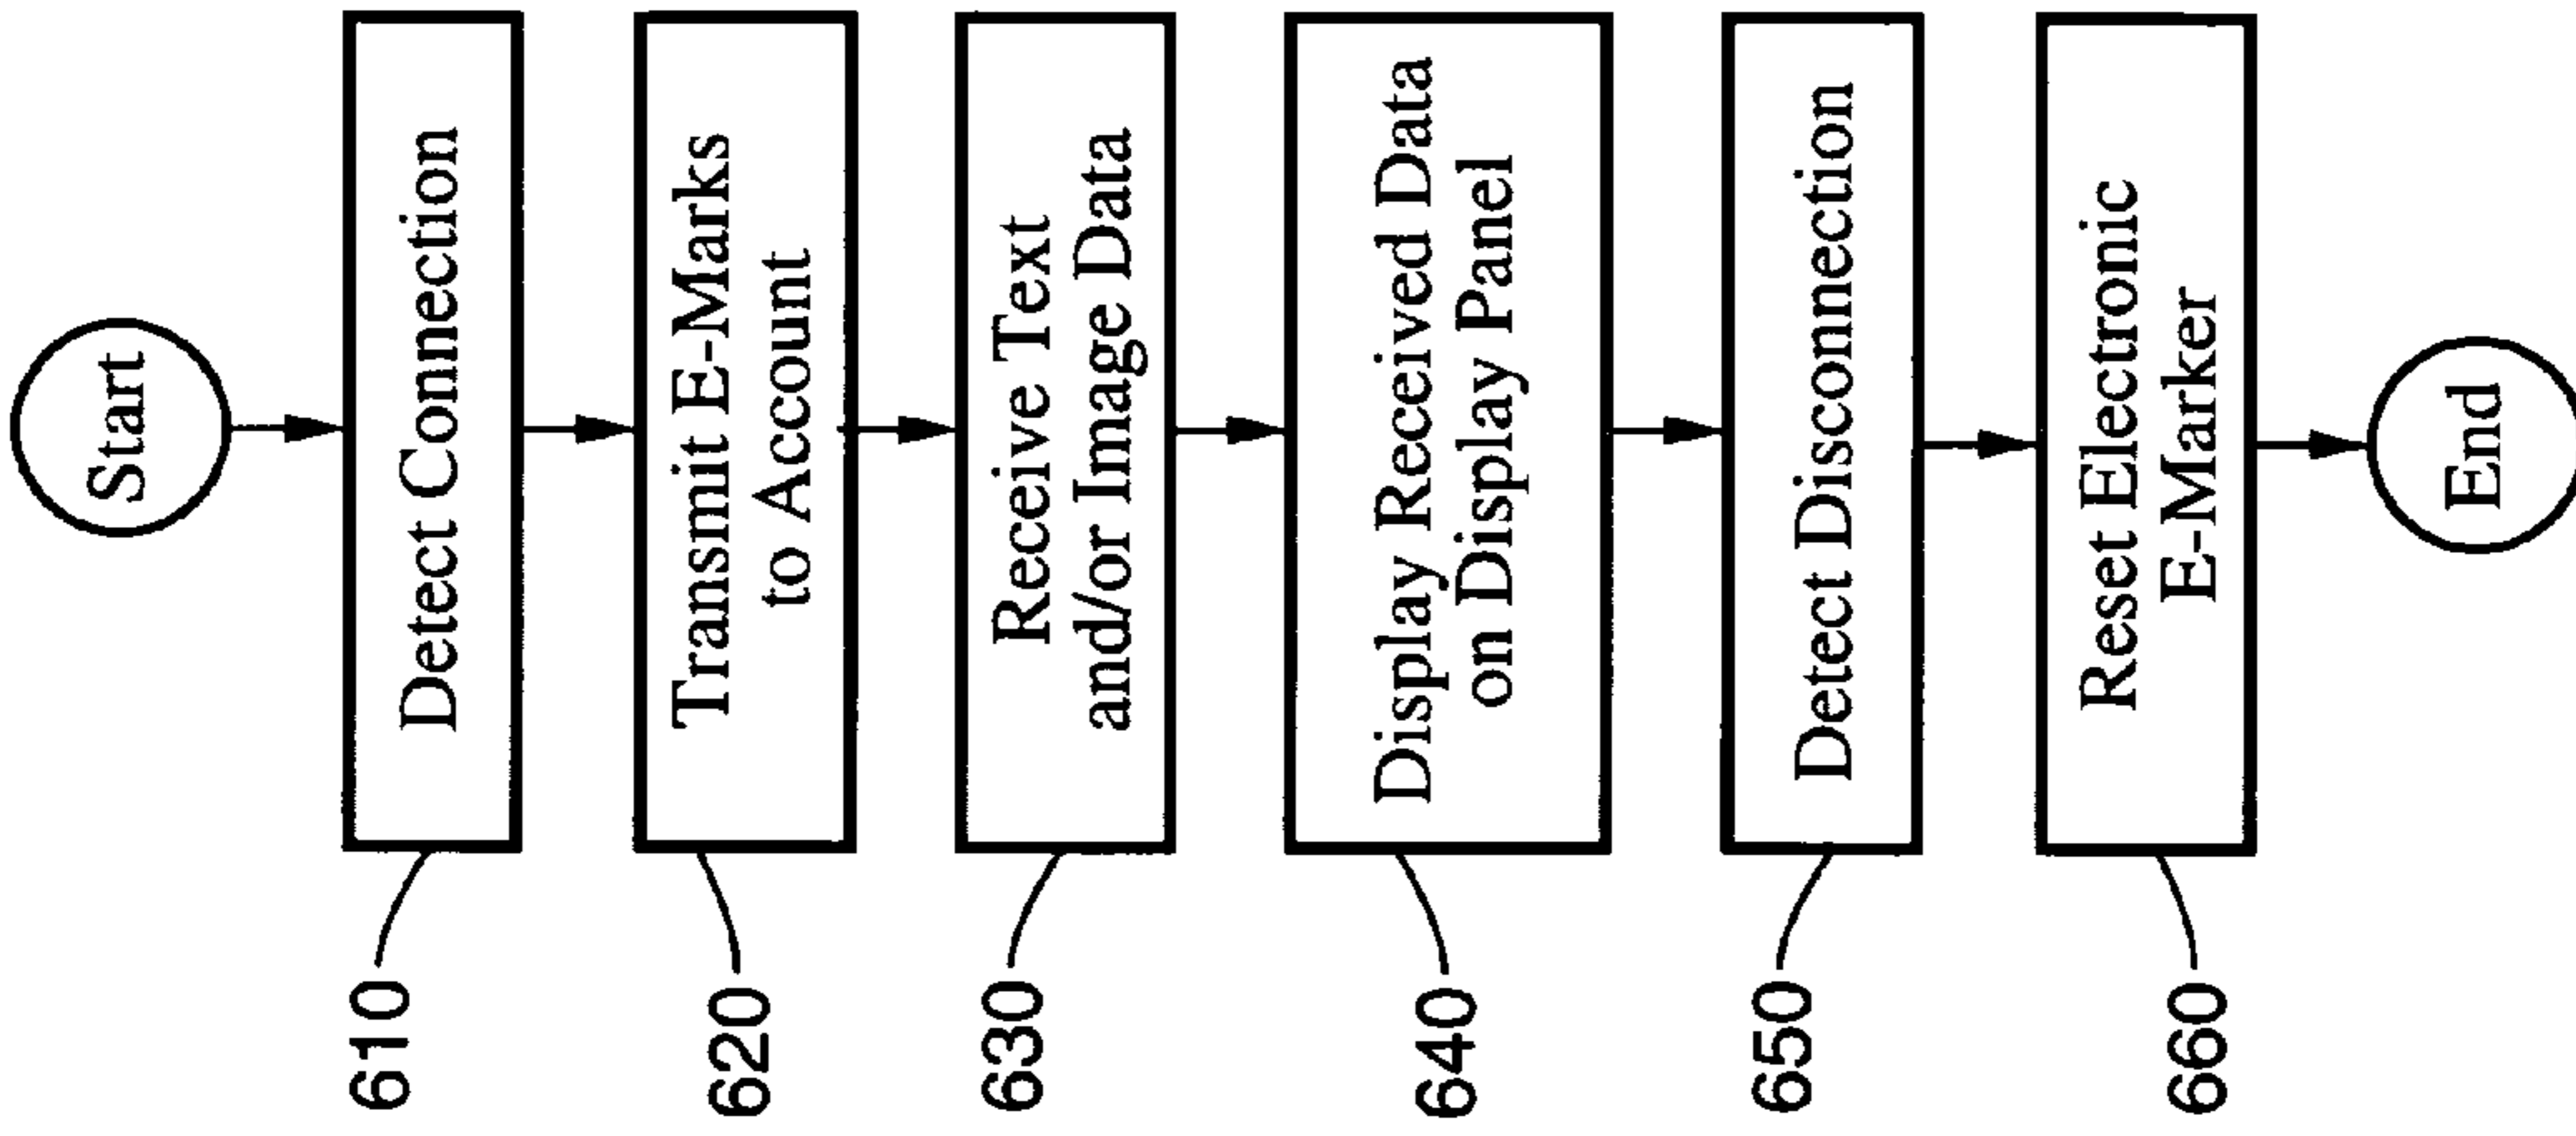 Start
610
Detect Connection
620
Transmit E-Marks
to Account
630
Receive Text
and/or Image Data
640
Display Received Data
on Display Panel
650
Detect Disconnection
660
Reset Electronic
E-Marker
End